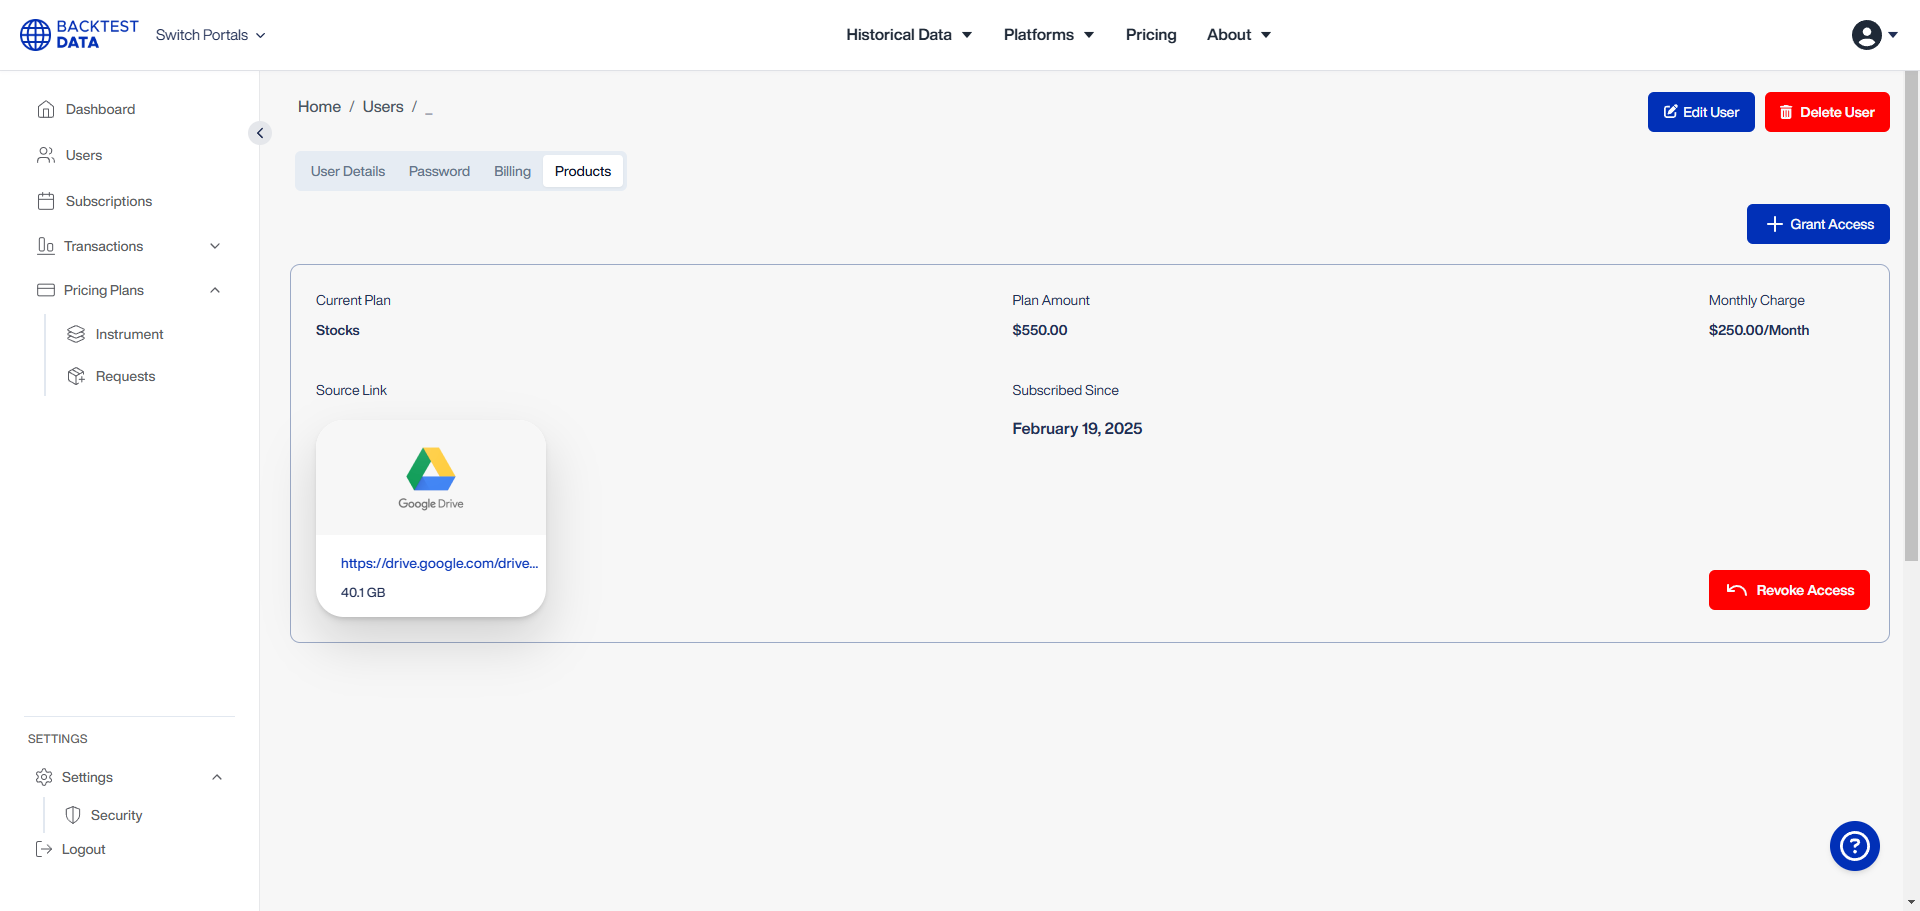 BACKTEST
DATA
Switch Portals
Historical Data
Platforms
Pricing
About
Dashboard
Users
Subscriptions
Transactions
Pricing Plans
Instrument
Requests
SETTINGS
Settings
Security
Logout
Home / Users / _
Edit User
Delete User
User Details
Password
Billing
Products
Grant Access
Current Plan
Stocks
Plan Amount
$550.00
Monthly Charge
$250.00/Month
Source Link
Google Drive
https://drive.google.com/drive...
40.1 GB
Subscribed Since
February 19, 2025
Revoke Access